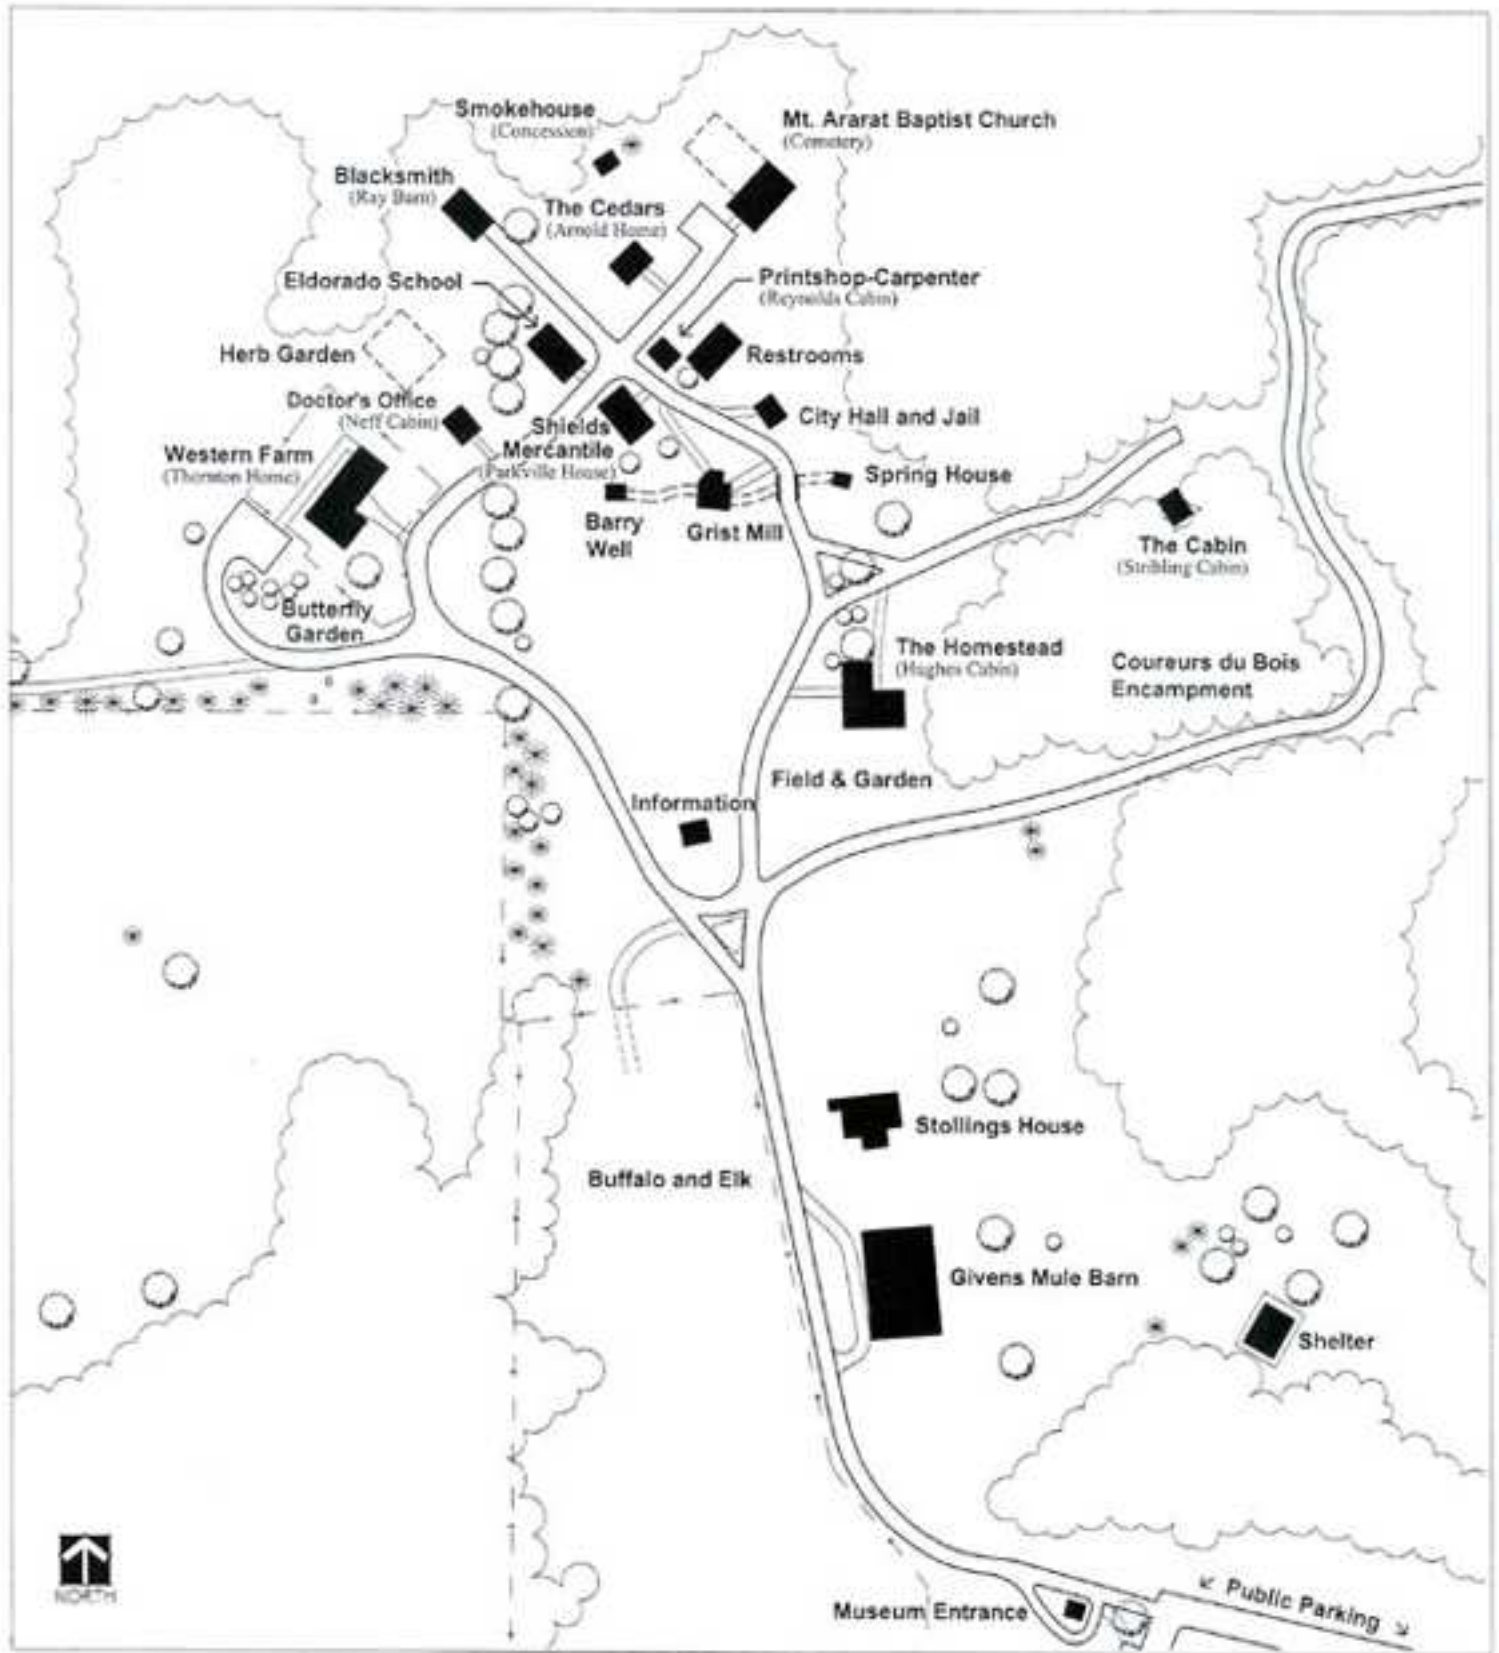 Smokehouse
(Concession)
Mt. Ararat Baptist Church
(Cemetery)
Blacksmith
(Ray Barn)
The Cedars
(Arnold Home)
Eldorado School
Printshop-Carpenter
(Reynolds Cabin)
Herb Garden
Restrooms
Doctor's Office
(Neff Cabin)
City Hall and Jail
Shields
Mercantile
(Parkville House)
Western Farm
(Thornton Home)
Spring House
Barry
Well
Grist Mill
The Cabin
(Stribling Cabin)
Butterfly
Garden
The Homestead
(Hughes Cabin)
Coureurs du Bois
Encampment
Field & Garden
Information
Stollings House
Buffalo and Elk
Givens Mule Barn
Shelter
NORTH
Public Parking
Museum Entrance